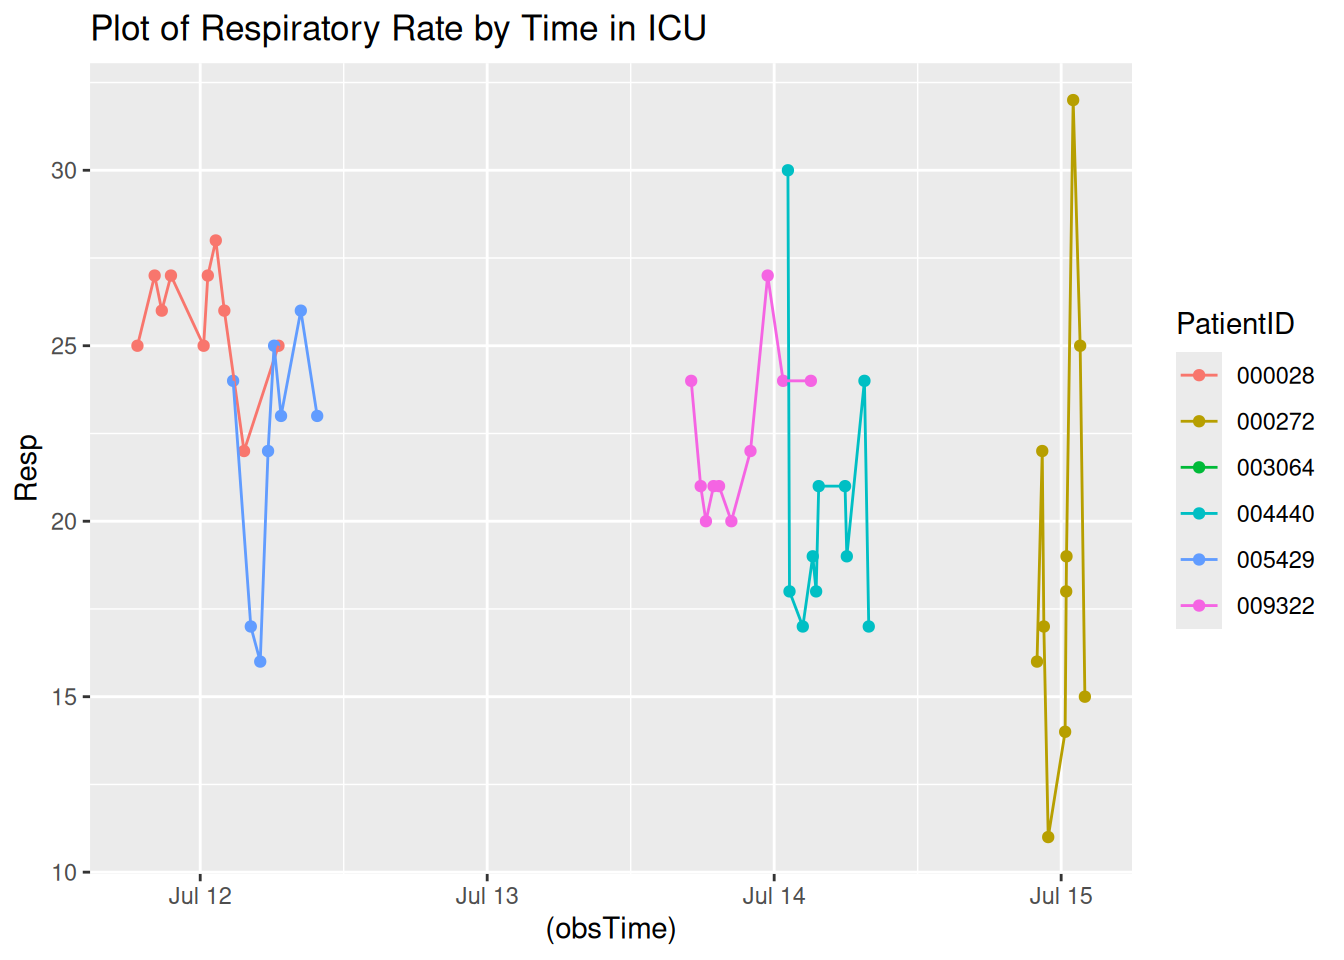 Plot of Respiratory Rate by Time in ICU
Resp
30
25
20
15
10
Jul 12
Jul 13
Jul 14
Jul 15
(obsTime)
PatientID
000028
000272
003064
004440
005429
009322